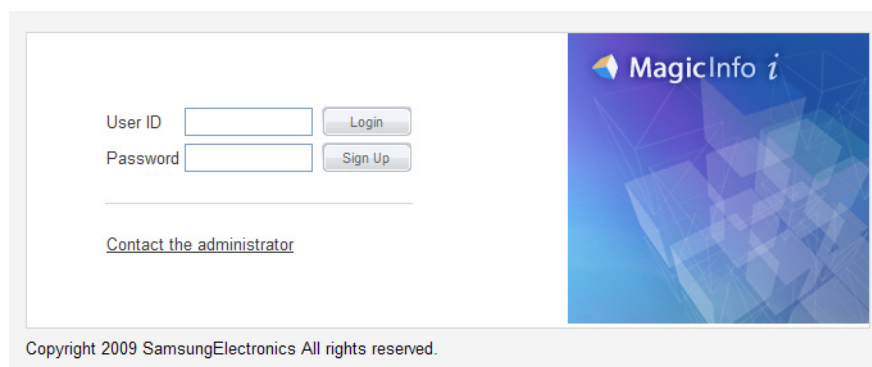 MagicInfo i
User ID
Login
Password
Sign Up
Contact the administrator
Copyright 2009 SamsungElectronics All rights reserved.